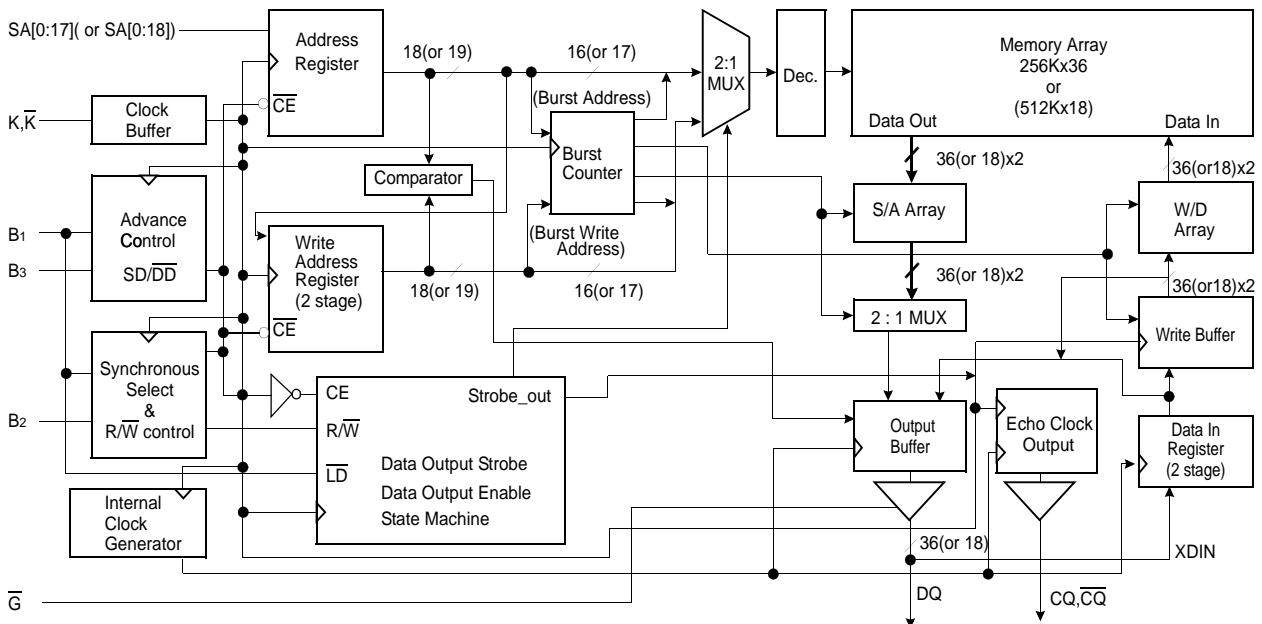 SA[0:17]( or SA[0:18])
Address
Register
C̅E̅
18(or 19)
16(or 17)
(Burst Address)
2:1
MUX
Dec.
Memory Array
256Kx36
or
(512Kx18)
Data Out
Data In
K,K̅
Clock
Buffer
Comparator
Burst
Counter
36(or 18)x2
36(or18)x2
S/A Array
W/D
Array
Advance
Control
SD/D̅D̅
B1
B3
Write
Address
Register
(2 stage)
C̅E̅
(Burst Write
Address)
18(or 19)
16(or 17)
36(or 18)x2
36(or18)x2
2 : 1 MUX
Write Buffer
Synchronous
Select
&
R/W̅ control
B2
CE
Strobe_out
R/W̅
L̅D̅
Data Output Strobe
Data Output Enable
State Machine
Output
Buffer
Echo Clock
Output
Data In
Register
(2 stage)
Internal
Clock
Generator
36(or 18)
XDIN
G̅
DQ
CQ,C̅Q̅